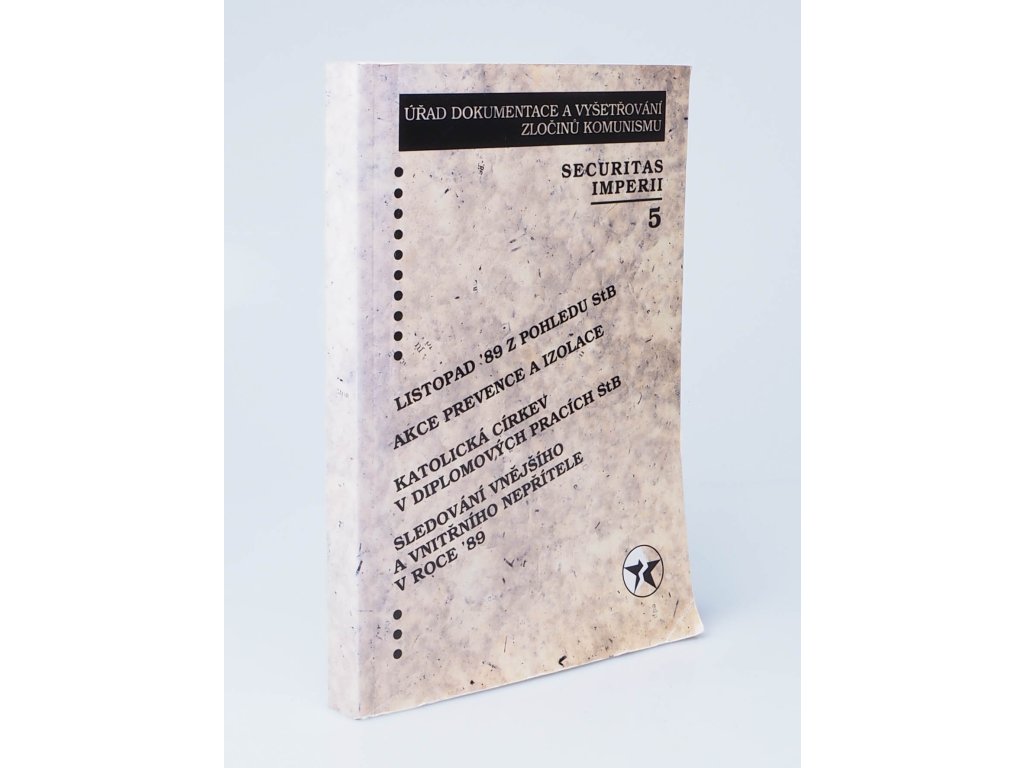 ÚŘAD DOKUMENTACE A VYŠETŘOVÁNÍ
ZLOČINŮ KOMUNISMU
SECURITAS
IMPERII
5
LISTOPAD '89 Z POHLEDU StB
AKCE PREVENCE A IZOLACE
KATOLICKÁ CÍRKEV
V DIPLOMOVÝCH PRACÍCH StB
SLEDOVÁNÍ VNĚJŠÍHO
A VNITŘNÍHO NEPŘÍTELE
V ROCE '89